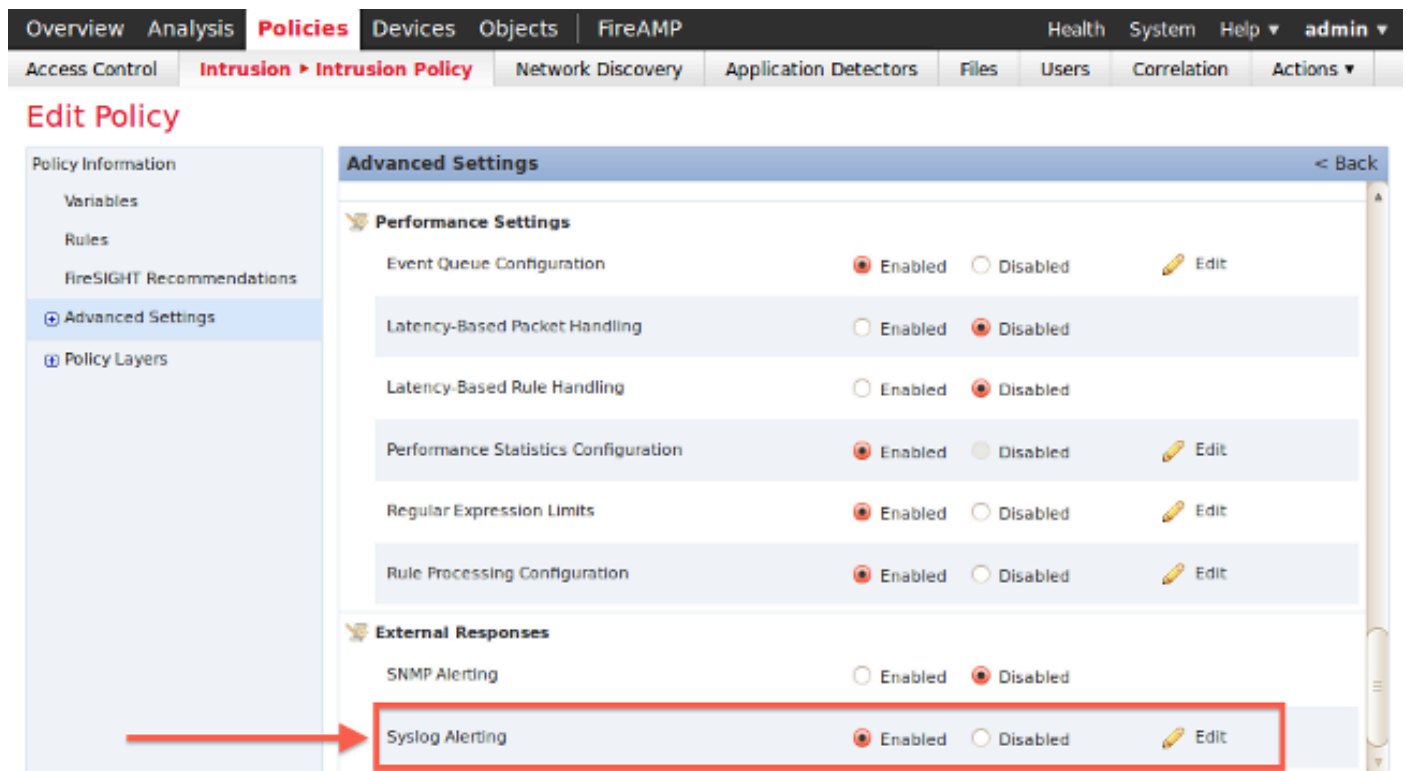 Overview Analysis Policies Devices Objects FireAMP Health System Help ▾ admin ▾
Access Control Intrusion ▸ Intrusion Policy Network Discovery Application Detectors Files Users Correlation Actions ▾
Edit Policy
Policy Information
Variables
Rules
FireSIGHT Recommendations
Advanced Settings
Policy Layers
Advanced Settings < Back
Performance Settings
Event Queue Configuration Enabled Disabled Edit
Latency-Based Packet Handling Enabled Disabled
Latency-Based Rule Handling Enabled Disabled
Performance Statistics Configuration Enabled Disabled Edit
Regular Expression Limits Enabled Disabled Edit
Rule Processing Configuration Enabled Disabled Edit
External Responses
SNMP Alerting Enabled Disabled
Syslog Alerting Enabled Disabled Edit